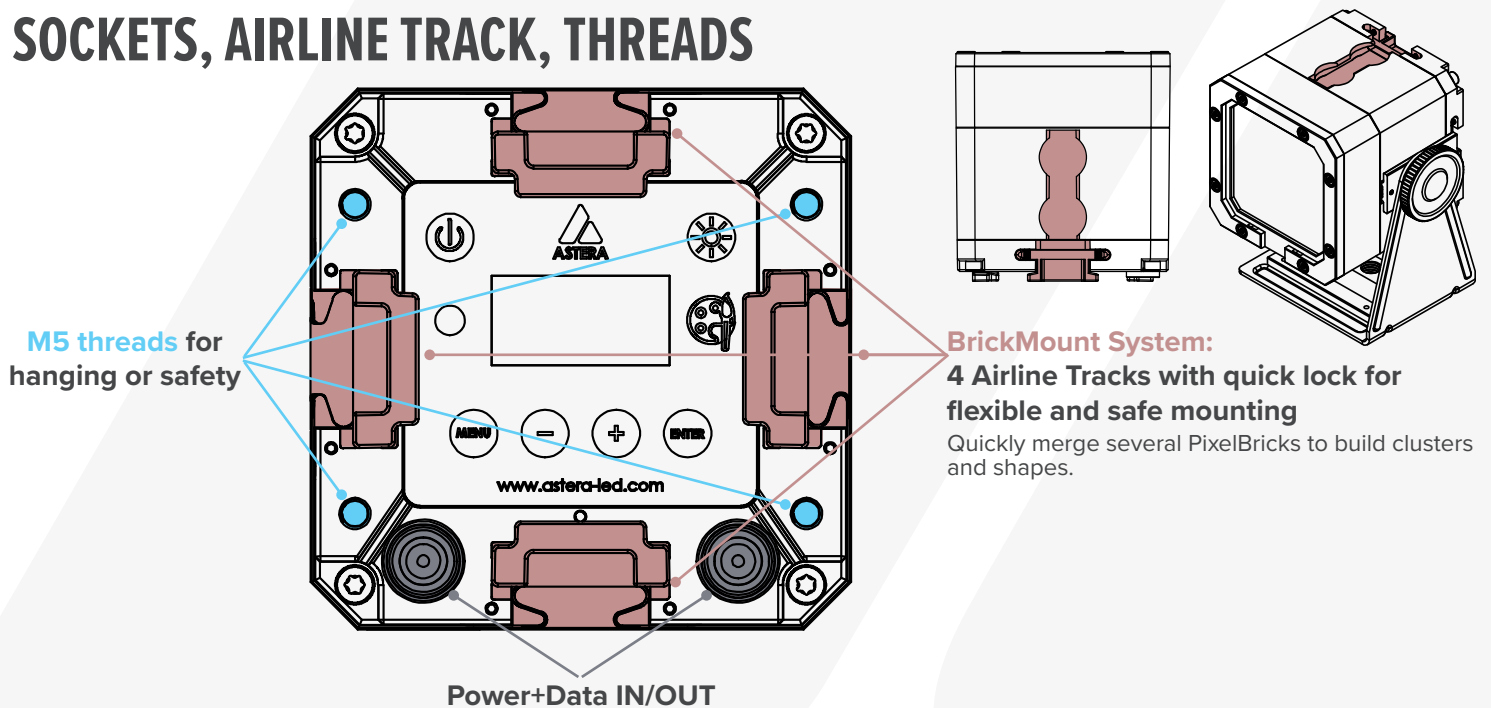 SOCKETS, AIRLINE TRACK, THREADS
ASTERA
M5 threads for
hanging or safety
MENU
−
+
ENTER
www.astera-led.com
Power+Data IN/OUT
BrickMount System:
4 Airline Tracks with quick lock for
flexible and safe mounting
Quickly merge several PixelBricks to build clusters
and shapes.